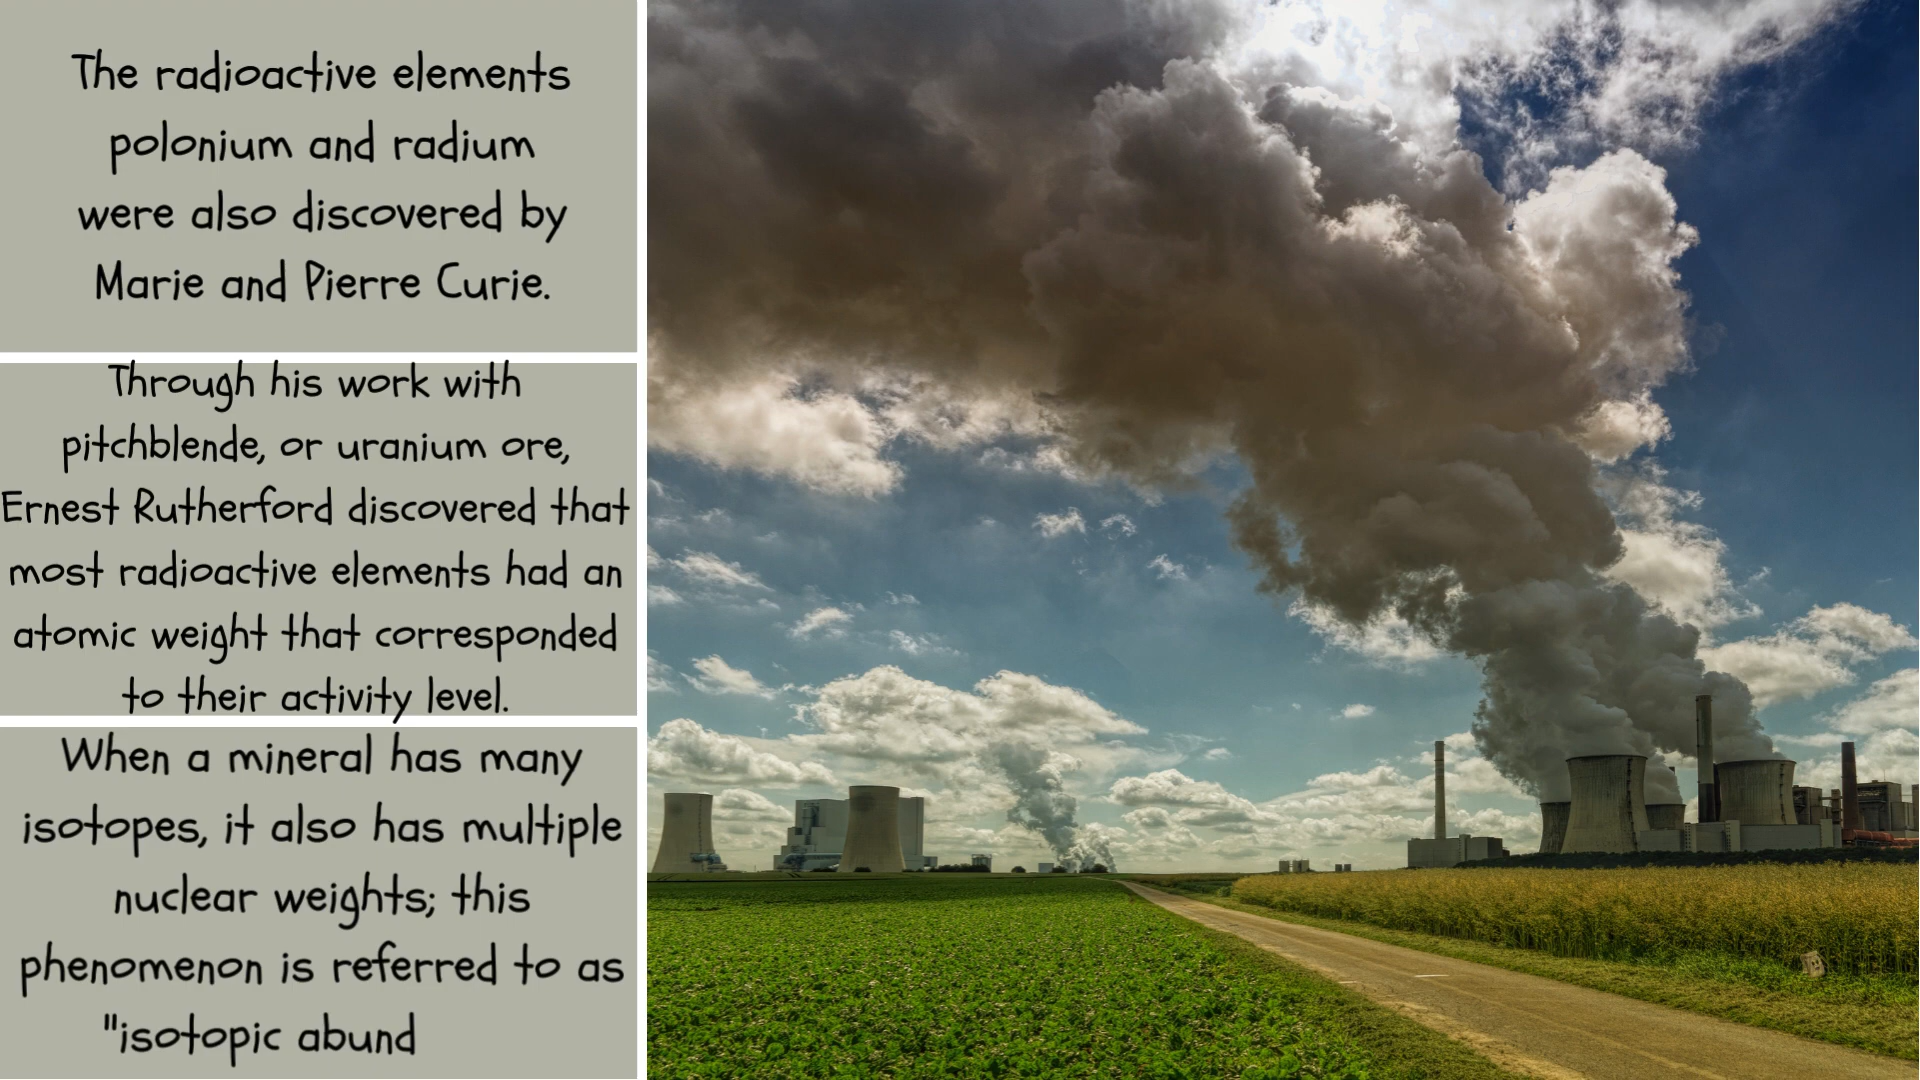 The radioactive elements
polonium and radium
were also discovered by
Marie and Pierre Curie.
Through his work with
pitchblende, or uranium ore,
Ernest Rutherford discovered that
most radioactive elements had an
atomic weight that corresponded
to their activity level.
When a mineral has many
isotopes, it also has multiple
nuclear weights; this
phenomenon is referred to as
"isotopic abund